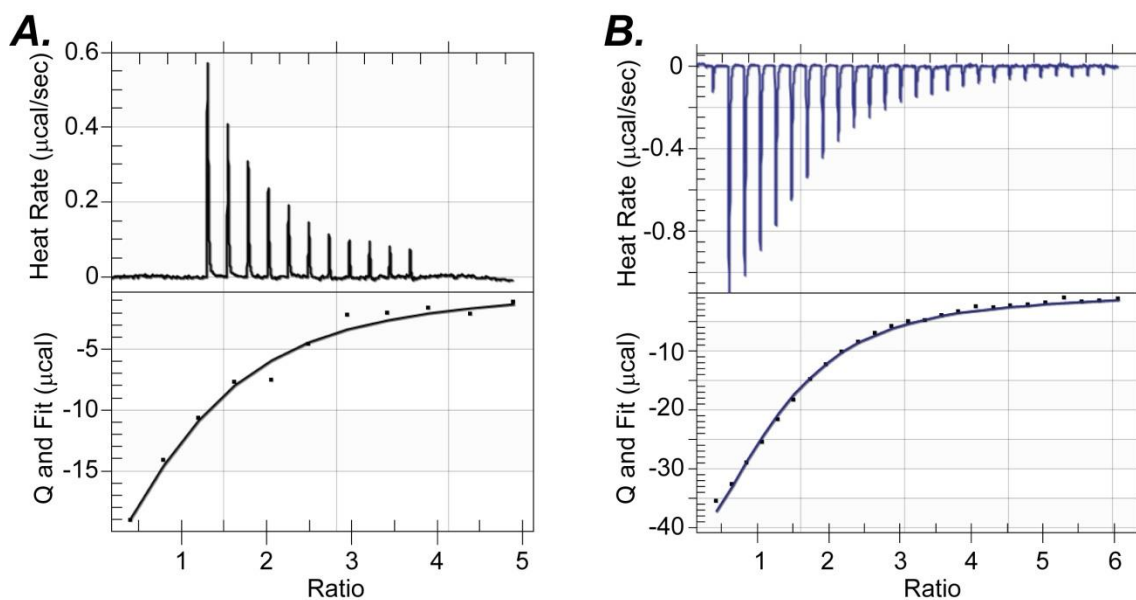 A.
Heat Rate (μcal/sec)
0.6
0.4
0.2
0
Q and Fit (μcal)
-5
-10
-15
1 2 3 4 5
Ratio
B.
Heat Rate (μcal/sec)
0
-0.4
-0.8
Q and Fit (μcal)
-10
-20
-30
-40
1 2 3 4 5 6
Ratio